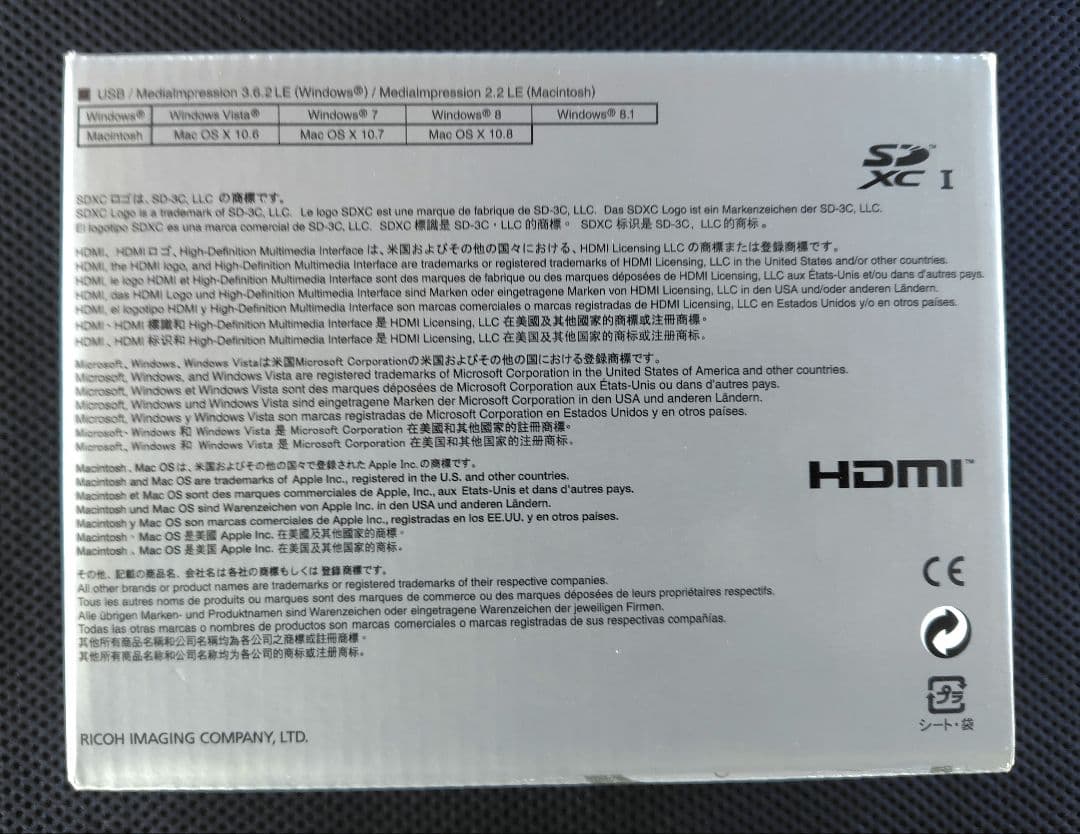 ■ USB / MediaImpression 3.6.2 LE (Windows®) / MediaImpression 2.2 LE (Macintosh)
Windows® Windows Vista® Windows® 7 Windows® 8 Windows® 8.1
Macintosh Mac OS X 10.6 Mac OS X 10.7 Mac OS X 10.8
SD XC I ™
SDXC ロゴは、SD-3C, LLC の商標です。
SDXC Logo is a trademark of SD-3C, LLC. Le logo SDXC est une marque de fabrique de SD-3C, LLC. Das SDXC Logo ist ein Markenzeichen der SD-3C, LLC.
El logotipo SDXC es una marca comercial de SD-3C, LLC. SDXC 標識是 SD-3C, LLC 的商標。 SDXC 标识是 SD-3C, LLC的商标。
HDMI、HDMIロゴ、High-Definition Multimedia Interface は、米国およびその他の国々における、HDMI Licensing LLC の商標または登録商標です。
HDMI, the HDMI logo, and High-Definition Multimedia Interface are trademarks or registered trademarks of HDMI Licensing, LLC in the United States and/or other countries.
HDMI, le logo HDMI et High-Definition Multimedia Interface sont des marques de fabrique ou des marques déposées de HDMI Licensing, LLC aux États-Unis et/ou dans d'autres pays.
HDMI, das HDMI Logo und High-Definition Multimedia Interface sind Marken oder eingetragene Marken von HDMI Licensing, LLC in den USA und/oder anderen Ländern.
HDMI, el logotipo HDMI y High-Definition Multimedia Interface son marcas comerciales o marcas registradas de HDMI Licensing, LLC en Estados Unidos y/o en otros países.
HDMI、HDMI 標識和 High-Definition Multimedia Interface 是 HDMI Licensing, LLC 在美國及其他國家的商標或注冊商標。
HDMI、HDMI 标识和 High-Definition Multimedia Interface 是 HDMI Licensing, LLC 在美国及其他国家的商标或注册商标。
Microsoft、Windows、Windows Vistaは米国Microsoft Corporationの米国およびその他の国における登録商標です。
Microsoft, Windows, and Windows Vista are registered trademarks of Microsoft Corporation in the United States of America and other countries.
Microsoft, Windows et Windows Vista sont des marques déposées de Microsoft Corporation aux États-Unis ou dans d'autres pays.
Microsoft, Windows und Windows Vista sind eingetragene Marken der Microsoft Corporation in den USA und anderen Ländern.
Microsoft, Windows y Windows Vista son marcas registradas de Microsoft Corporation en Estados Unidos y en otros países.
Microsoft、Windows 和 Windows Vista 是 Microsoft Corporation 在美國和其他國家的註冊商標。
Microsoft、Windows 和 Windows Vista 是 Microsoft Corporation 在美国和其他国家的注册商标。
Macintosh、Mac OSは、米国およびその他の国々で登録された Apple Inc. の商標です。
Macintosh and Mac OS are trademarks of Apple Inc., registered in the U.S. and other countries.
Macintosh et Mac OS sont des marques commerciales de Apple, Inc., aux Etats-Unis et dans d'autres pays.
Macintosh und Mac OS sind Warenzeichen von Apple Inc. in den USA und anderen Ländern.
Macintosh y Mac OS son marcas comerciales de Apple Inc., registradas en los EE.UU. y en otros países.
Macintosh、Mac OS 是美國 Apple Inc. 在美國及其他國家的商標。
Macintosh、Mac OS 是美国 Apple Inc. 在美国及其他国家的商标。
HDMI™
その他、記載の商品名、会社名は各社の商標もしくは 登録商標です。
All other brands or product names are trademarks or registered trademarks of their respective companies.
Tous les autres noms de produits ou marques sont des marques de commerce ou des marques déposées de leurs propriétaires respectifs.
Alle übrigen Marken- und Produktnamen sind Warenzeichen oder eingetragene Warenzeichen der jeweiligen Firmen.
Todas las otras marcas o nombres de productos son marcas comerciales o marcas registradas de sus respectivas compañías.
其他所有商品名稱和公司名稱均為各公司之商標或註冊商標。
其他所有商品名称和公司名称均为各公司的商标或注册商标。
CE
プラ
シート・袋
RICOH IMAGING COMPANY, LTD.